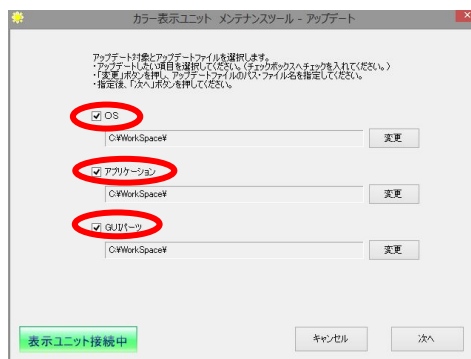 カラー表示ユニット メンテナンスツール - アップデート
アップデート対象とアップデートファイルを選択します。
・アップデートしたい項目を選択してください。(チェックボックスへチェックを入れてください。)
・「変更」ボタンを押し、アップデートファイルのパス・ファイル名を指定してください。
・指定後、「次へ」ボタンを押してください。
OS
C:¥WorkSpace¥ 変更
アプリケーション
C:¥WorkSpace¥ 変更
GUIパーツ
C:¥WorkSpace¥ 変更
表示ユニット接続中 キャンセル 次へ